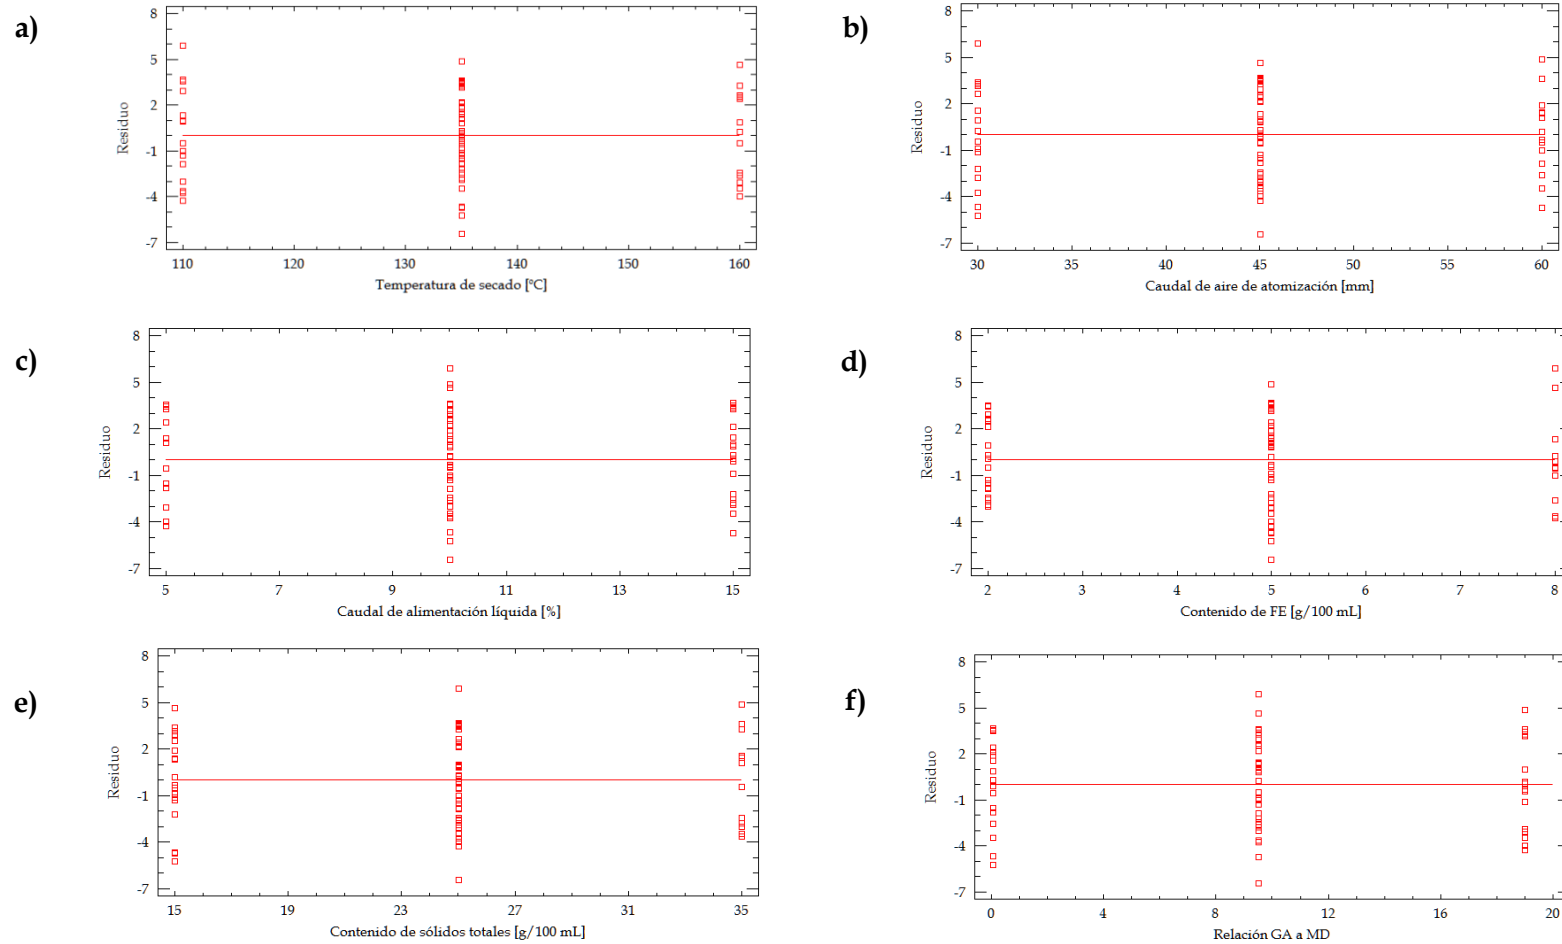 a)
8
5
2
-1
-4
-7
Residuo
110 120 130 140 150 160
Temperatura de secado [°C]
b)
8
5
2
-1
-4
-7
Residuo
30 35 40 45 50 55 60
Caudal de aire de atomización [mm]
c)
8
5
2
-1
-4
-7
Residuo
5 7 9 11 13 15
Caudal de alimentación líquida [%]
d)
8
5
2
-1
-4
-7
Residuo
2 3 4 5 6 7 8
Contenido de FE [g/100 mL]
e)
8
5
2
-1
-4
-7
Residuo
15 19 23 27 31 35
Contenido de sólidos totales [g/100 mL]
f)
8
5
2
-1
-4
-7
Residuo
0 4 8 12 16 20
Relación GA a MD